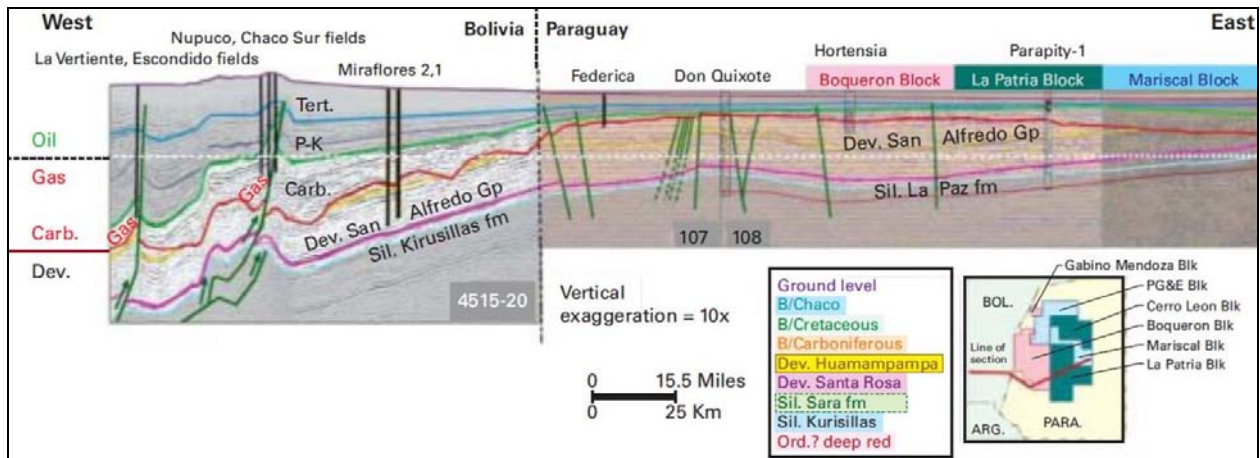 West
Bolivia
Paraguay
East
Nupuco, Chaco Sur fields
La Vertiente, Escondido fields
Miraflores 2,1
Federica
Don Quixote
Hortensia
Parapity-1
Boqueron Block
La Patria Block
Mariscal Block
Oil
Gas
Carb.
Dev.
Tert.
P-K
Carb.
Gas
Gas
Dev. San Alfredo Gp
Sil. Kirusillas fm
Dev. San Alfredo Gp
Sil. La Paz fm
107
108
4515-20
Vertical
exaggeration = 10x
0 15.5 Miles
0 25 Km
Ground level
B/Chaco
B/Cretaceous
B/Carboniferous
Dev. Huamampampa
Dev. Santa Rosa
Sil. Sara fm
Sil. Kurisillas
Ord.? deep red
Gabino Mendoza Blk
PG&E Blk
Cerro Leon Blk
Boqueron Blk
Mariscal Blk
La Patria Blk
BOL.
Line of
section
ARG.
PARA.